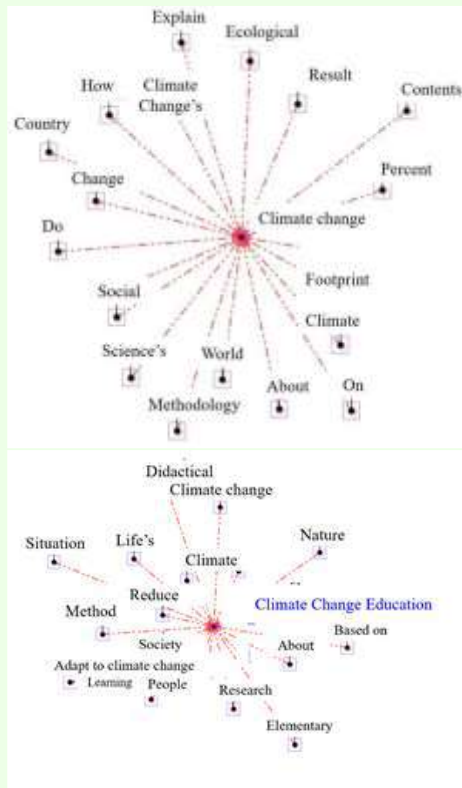 Explain
Ecological
Climate
Change's
Result
How
Contents
Country
Change
Percent
Climate change
Do
Footprint
Social
Climate
Science's
World
Methodology
About
On
Didactical
Climate change
Situation
Life's
Nature
Climate
Reduce
Climate Change Education
Method
Society
About
Based on
Adapt to climate change
Learning
People
Research
Elementary